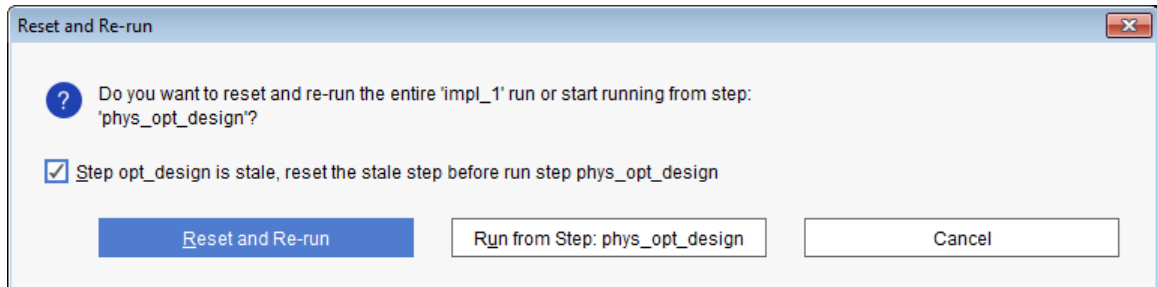 Reset and Re-run
Do you want to reset and re-run the entire 'impl_1' run or start running from step:
'phys_opt_design'?
Step opt_design is stale, reset the stale step before run step phys_opt_design
Reset and Re-run
Run from Step: phys_opt_design
Cancel